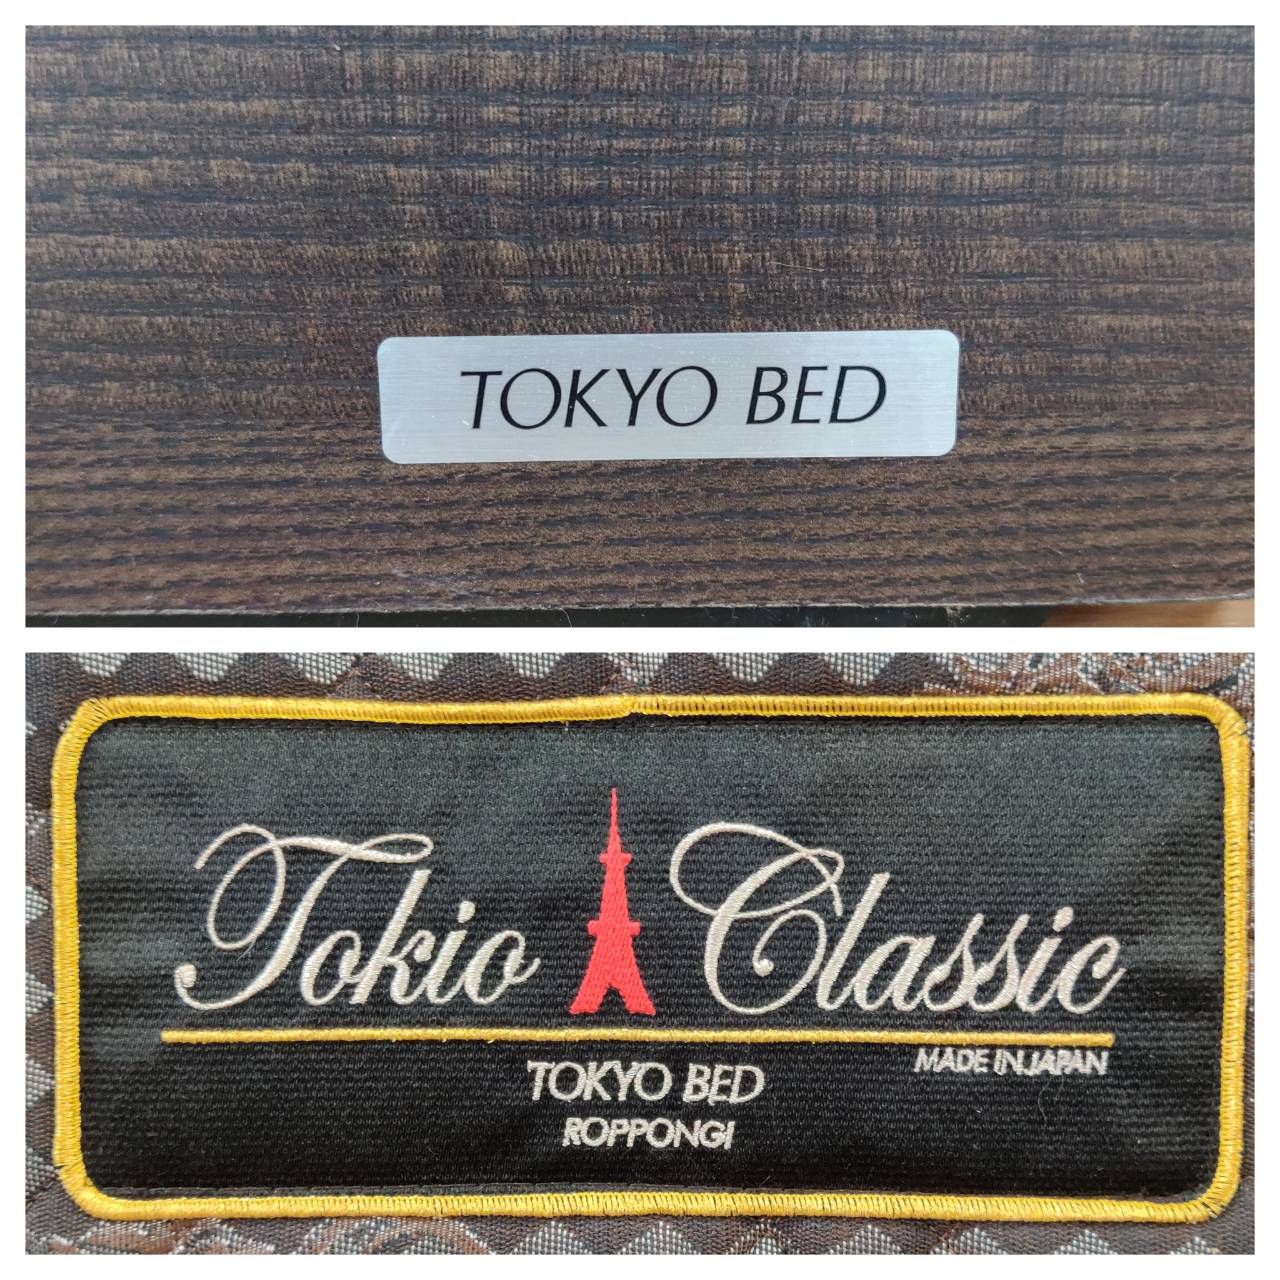 TOKYO BED
Tokio Classic
MADE IN JAPAN
TOKYO BED
ROPPONGI